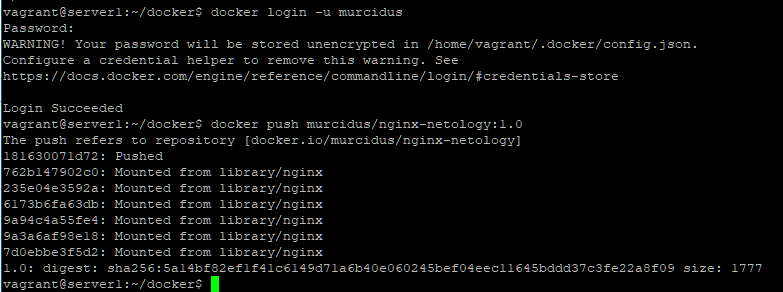 vagrant@server1:~/docker$ docker login -u murcidus
Password:
WARNING! Your password will be stored unencrypted in /home/vagrant/.docker/config.json.
Configure a credential helper to remove this warning. See
https://docs.docker.com/engine/reference/commandline/login/#credentials-store
Login Succeeded
vagrant@server1:~/docker$ docker push murcidus/nginx-netology:1.0
The push refers to repository [docker.io/murcidus/nginx-netology]
181630071d72: Pushed
762b147902c0: Mounted from library/nginx
235e04e3592a: Mounted from library/nginx
6173b6fa63db: Mounted from library/nginx
9a94c4a55fe4: Mounted from library/nginx
9a3a6af98e18: Mounted from library/nginx
7d0ebbe3f5d2: Mounted from library/nginx
1.0: digest: sha256:5a14bf82ef1f41c6149d71a6b40e060245bef04eec11645bddd37c3fe22a8f09 size: 1777
vagrant@server1:~/docker$